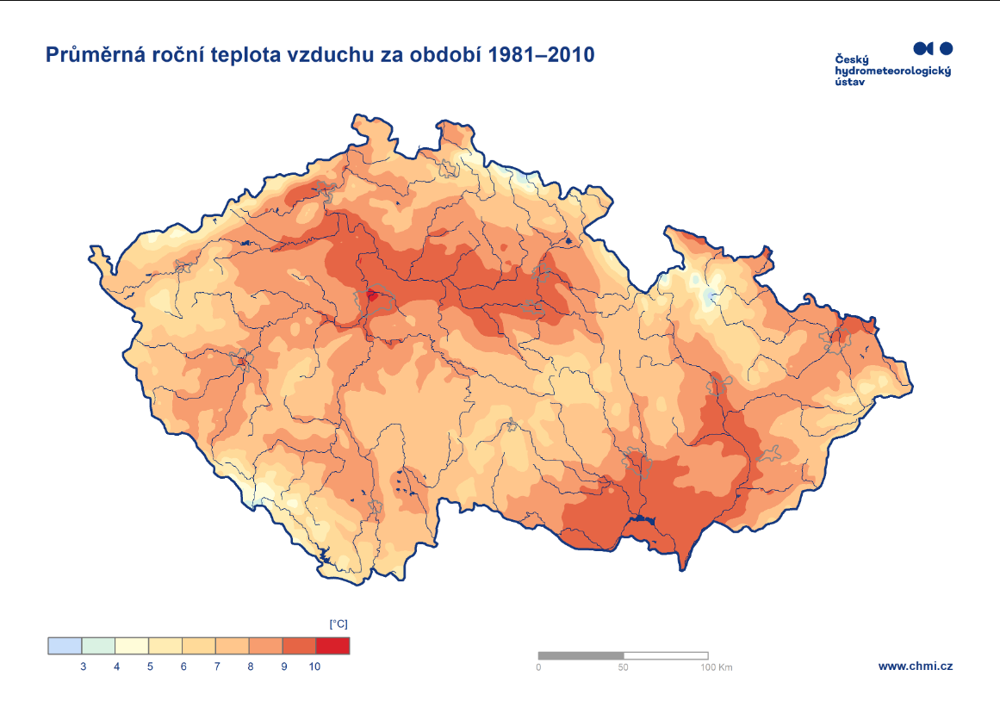 Průměrná roční teplota vzduchu za období 1981–2010
Český
hydrometeorologický
ústav
[°C]
3 4 5 6 7 8 9 10
0 50 100 Km
www.chmi.cz